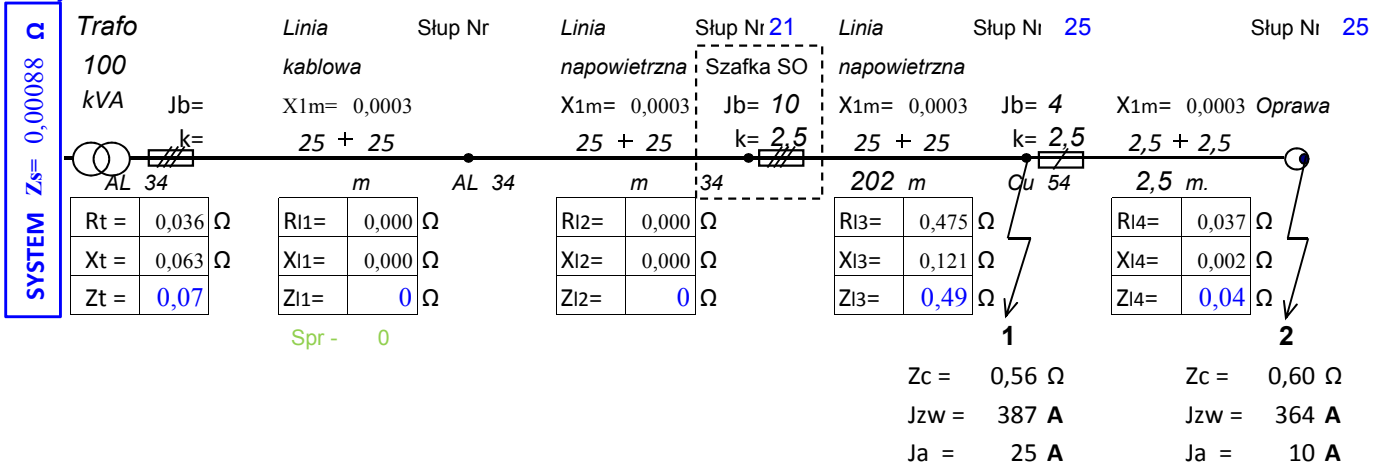 SYSTEM Zs= 0,00088 Ω
Trafo Linia Słup Nr Linia Słup Nr 21 Linia Słup Nr 25 Słup Nr 25
100 kablowa napowietrzna Szafka SO napowietrzna
kVA Jb= X1m= 0,0003 X1m= 0,0003 Jb= 10 X1m= 0,0003 Jb= 4 X1m= 0,0003 Oprawa
k= 25 + 25 25 + 25 k= 2,5 25 + 25 k= 2,5 2,5 + 2,5
AL 34 m AL 34 m 34 202 m Cu 54 2,5 m.
Rt = 0,036 Ω Rl1= 0,000 Ω Rl2= 0,000 Ω Rl3= 0,475 Ω Rl4= 0,037 Ω
Xt = 0,063 Ω Xl1= 0,000 Ω Xl2= 0,000 Ω Xl3= 0,121 Ω Xl4= 0,002 Ω
Zt = 0,07 Zl1= 0 Ω Zl2= 0 Ω Zl3= 0,49 Ω Zl4= 0,04 Ω
Spr - 0 1 2
Zc = 0,56 Ω Zc = 0,60 Ω
Jzw = 387 A Jzw = 364 A
Ja = 25 A Ja = 10 A